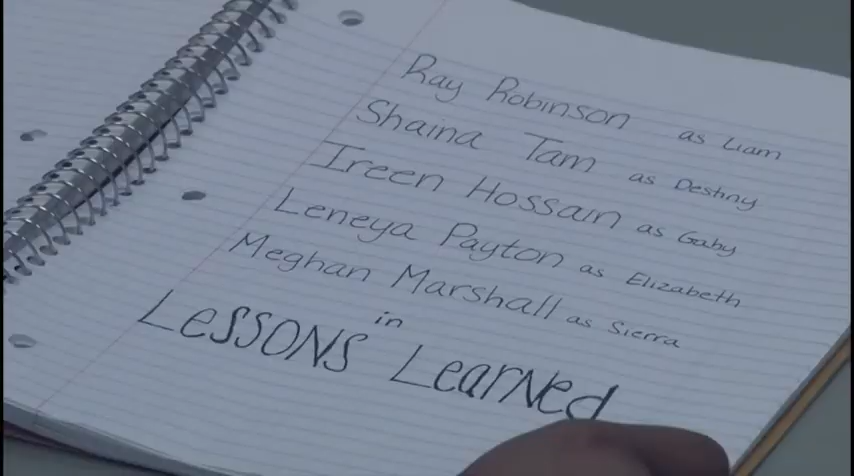 Ray Robinson as Liam
Shaina Tam as Destiny
Ireen Hossain as Gaby
Leneya Payton as Elizabeth
Meghan Marshall as Sierra
in
LeSSONS Learned